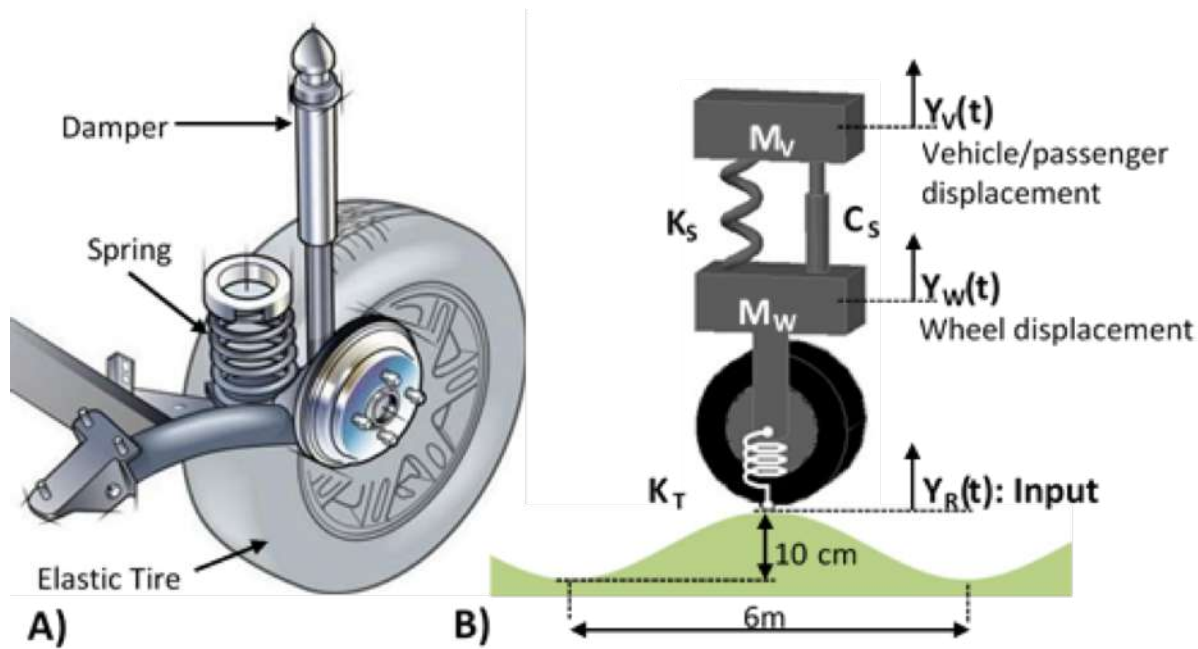 Damper
Spring
Elastic Tire
A)
M_V
K_S
C_S
M_W
K_T
Y_V(t)
Vehicle/passenger
displacement
Y_W(t)
Wheel displacement
Y_R(t): Input
10 cm
6m
B)